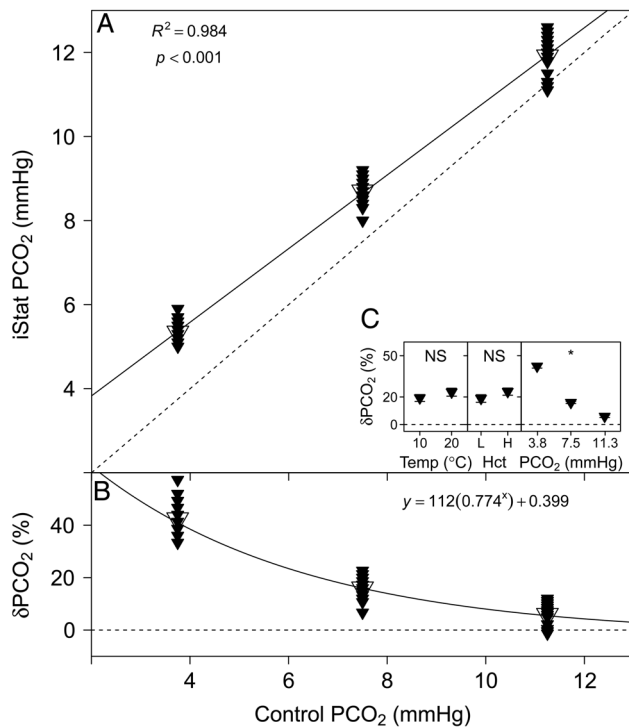 A
R² = 0.984
p < 0.001
12
10
8
6
4
iStat PCO₂ (mmHg)
C
δPCO₂ (%)
50
20
0
NS
NS
*
10
20
L
H
3.8
7.5
11.3
Temp (°C)
Hct
PCO₂ (mmHg)
B
y = 112(0.774ˣ) + 0.399
δPCO₂ (%)
40
20
0
4
6
8
10
12
Control PCO₂ (mmHg)